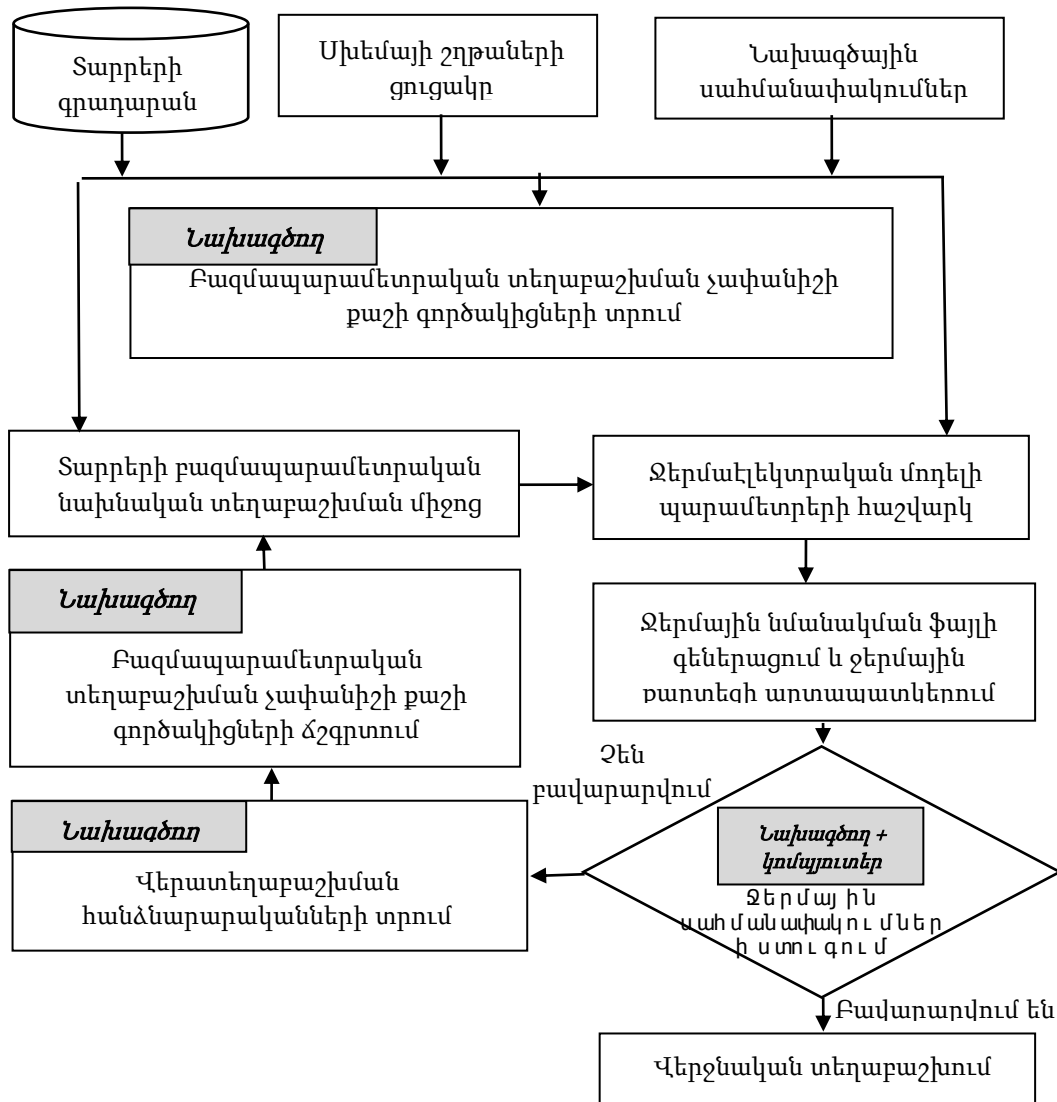 Տարրերի
գրադարան
Սխեմայի շղթաների
ցուցակը
Նախագծային
սահմանափակումներ
Նախագծող
Բազմապարամետրական տեղաբաշխման չափանիշի
քաշի գործակիցների տրում
Տարրերի բազմապարամետրական
նախնական տեղաբաշխման միջոց
Ջերմաէլեկտրական մոդելի
պարամետրերի հաշվարկ
Նախագծող
Բազմապարամետրական
տեղաբաշխման չափանիշի քաշի
գործակիցների ճշգրտում
Ջերմային նմանակման ֆայլի
գեներացում և ջերմային
քարտեզի արտապատկերում
Չեն
բավարարվում
Նախագծող
Վերատեղաբաշխման
հանձնարարականների տրում
Նախագծող +
կոմպյուտեր
Ջերմային
սահմանափակումներ
ի ստուգում
Բավարարվում են
Վերջնական տեղաբաշխում